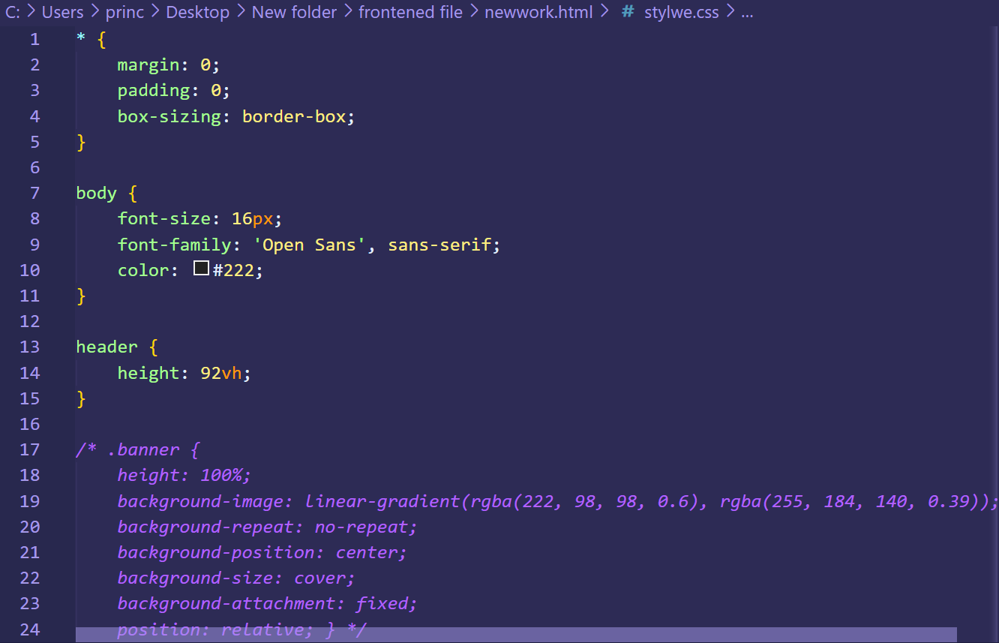 C: > Users > princ > Desktop > New folder > frontened file > newwork.html > # stylwe.css > ...
1 * {
2 margin: 0;
3 padding: 0;
4 box-sizing: border-box;
5 }
6
7 body {
8 font-size: 16px;
9 font-family: 'Open Sans', sans-serif;
10 color: #222;
11 }
12
13 header {
14 height: 92vh;
15 }
16
17 /* .banner {
18 height: 100%;
19 background-image: linear-gradient(rgba(222, 98, 98, 0.6), rgba(255, 184, 140, 0.39));
20 background-repeat: no-repeat;
21 background-position: center;
22 background-size: cover;
23 background-attachment: fixed;
24 position: relative; } */